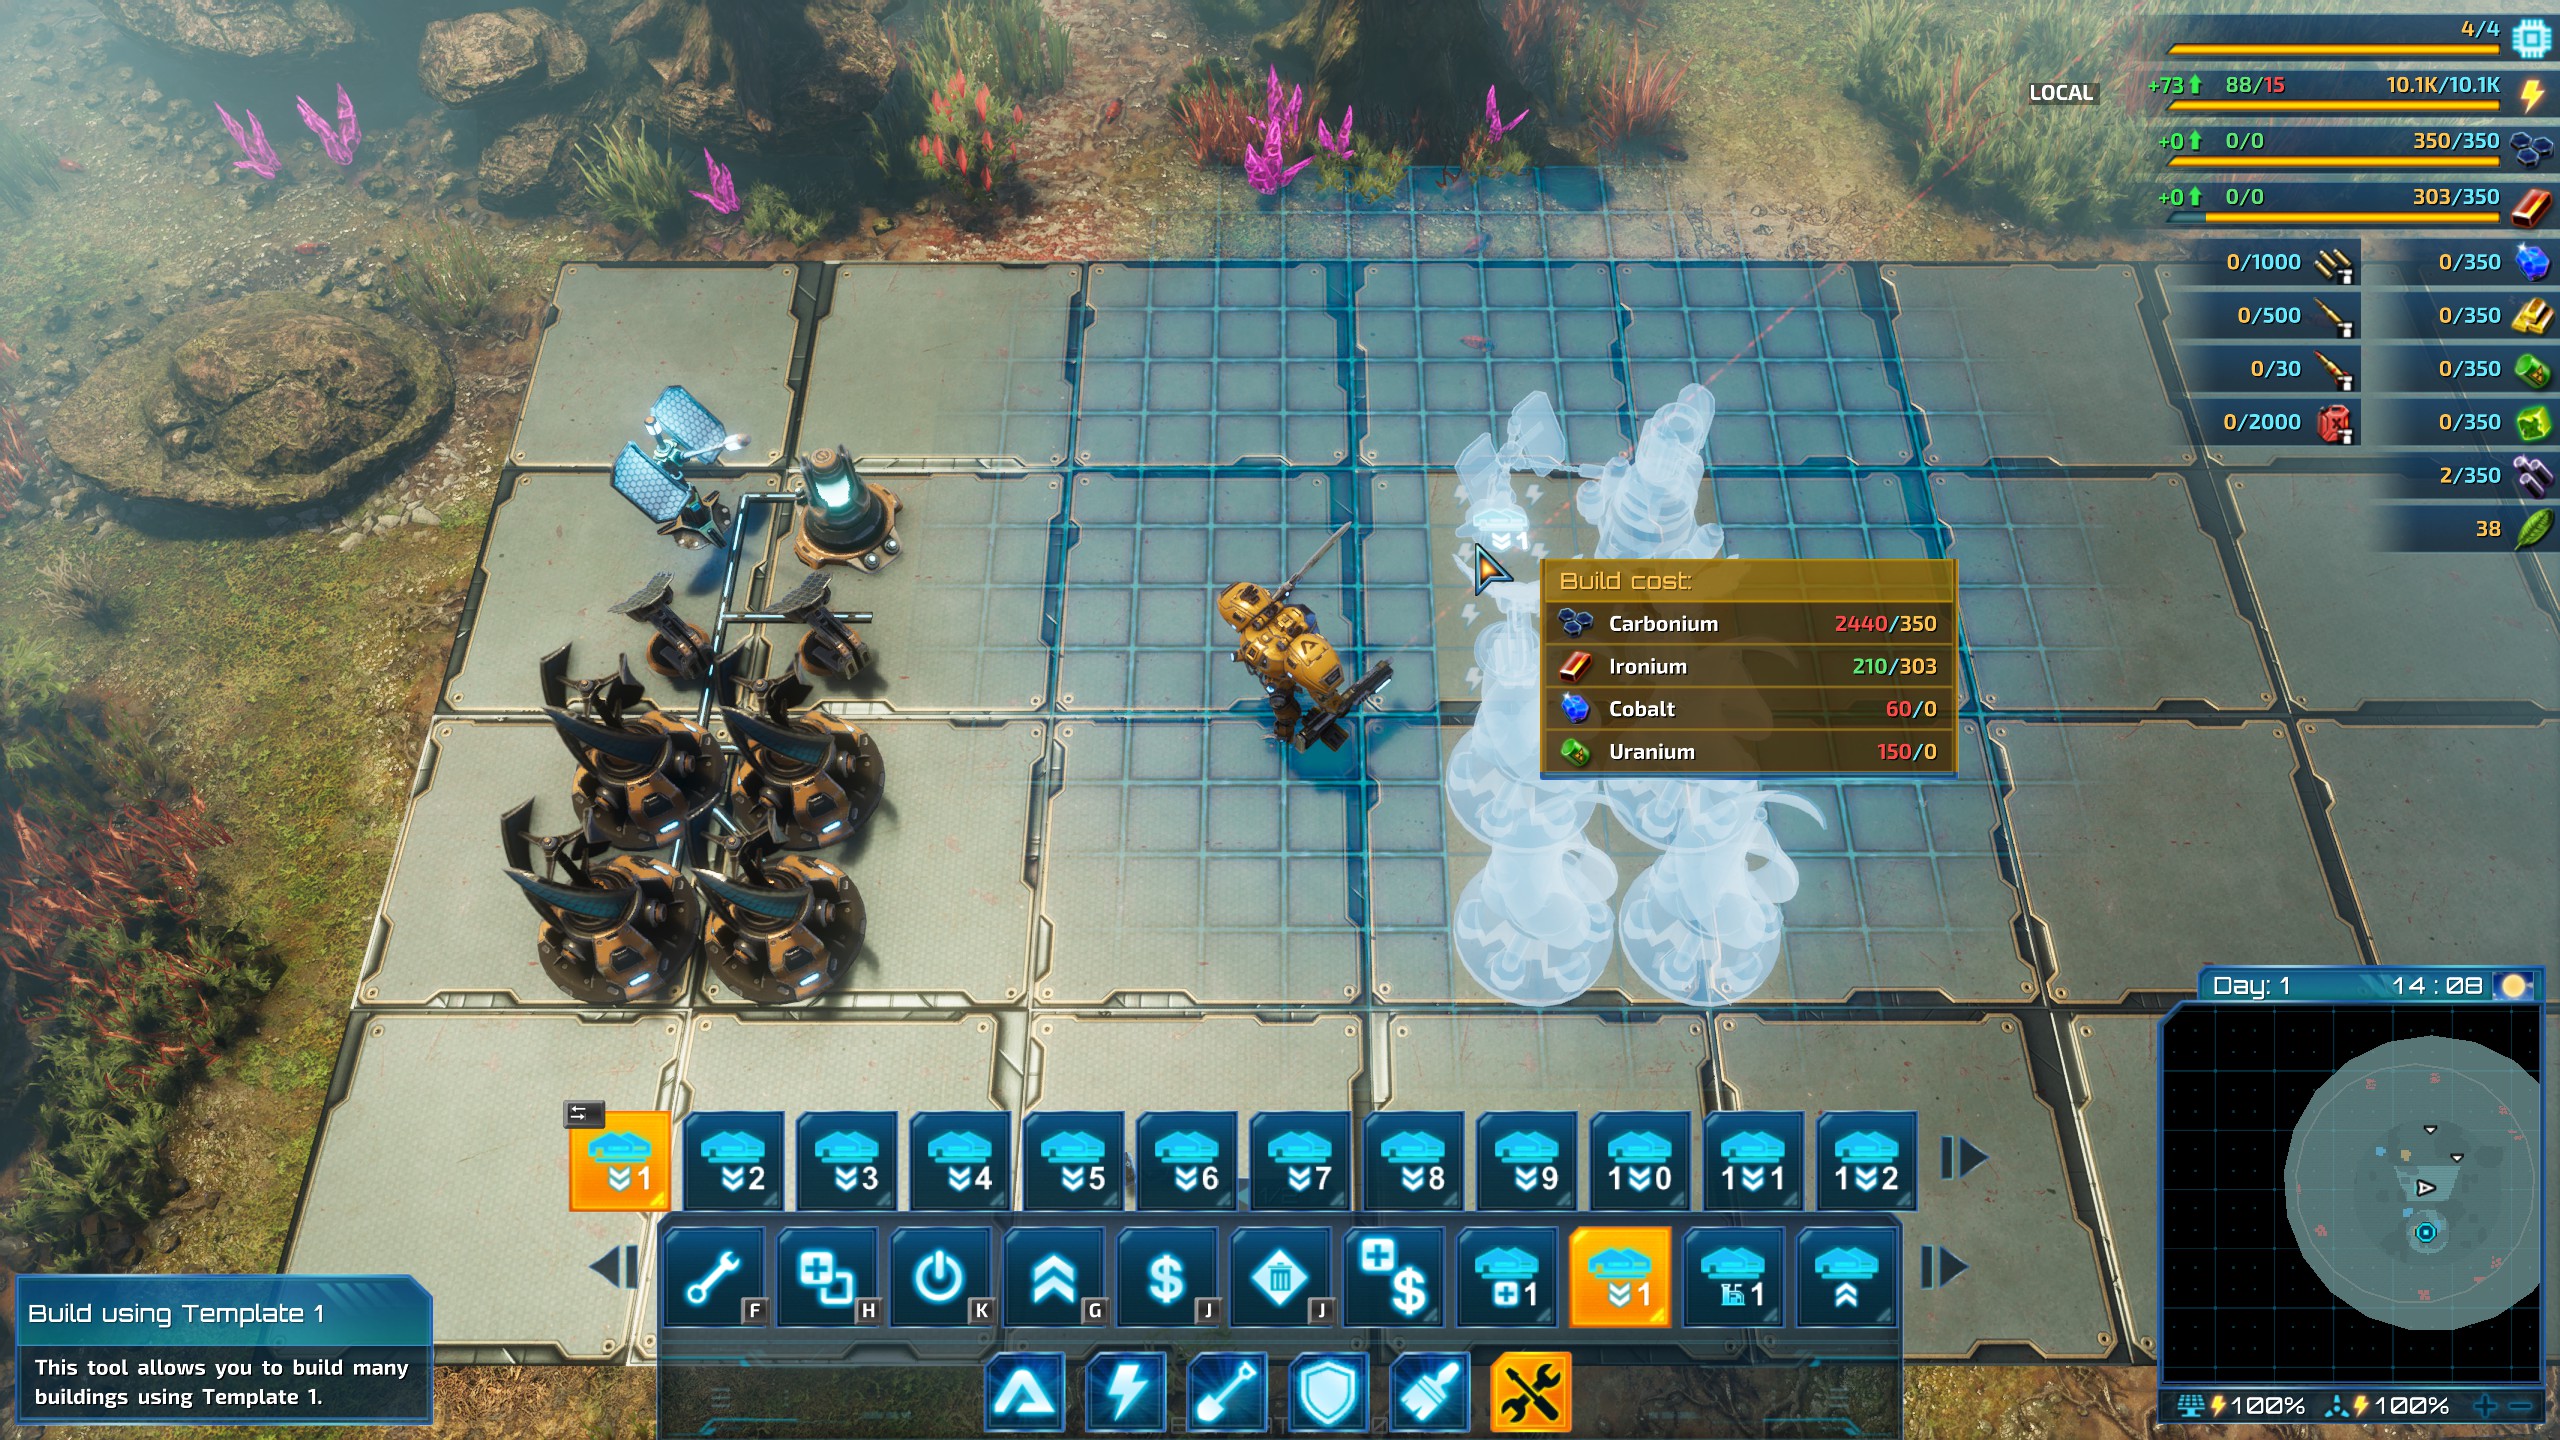 4/4
LOCAL
+73 88/15 10.1K/10.1K
+0 0/0 350/350
+0 0/0 303/350
0/1000 0/350
0/500 0/350
0/30 0/350
0/2000 0/350
2/350
38
1
Build cost:
Carbonium 2440/350
Ironium 210/303
Cobalt 60/0
Uranium 150/0
Day: 1 14:08
1 2 3 4 5 6 7 8 9 10 11 12
F H K G J J 1 1 1
Build using Template 1
This tool allows you to build many
buildings using Template 1.
100% 100%